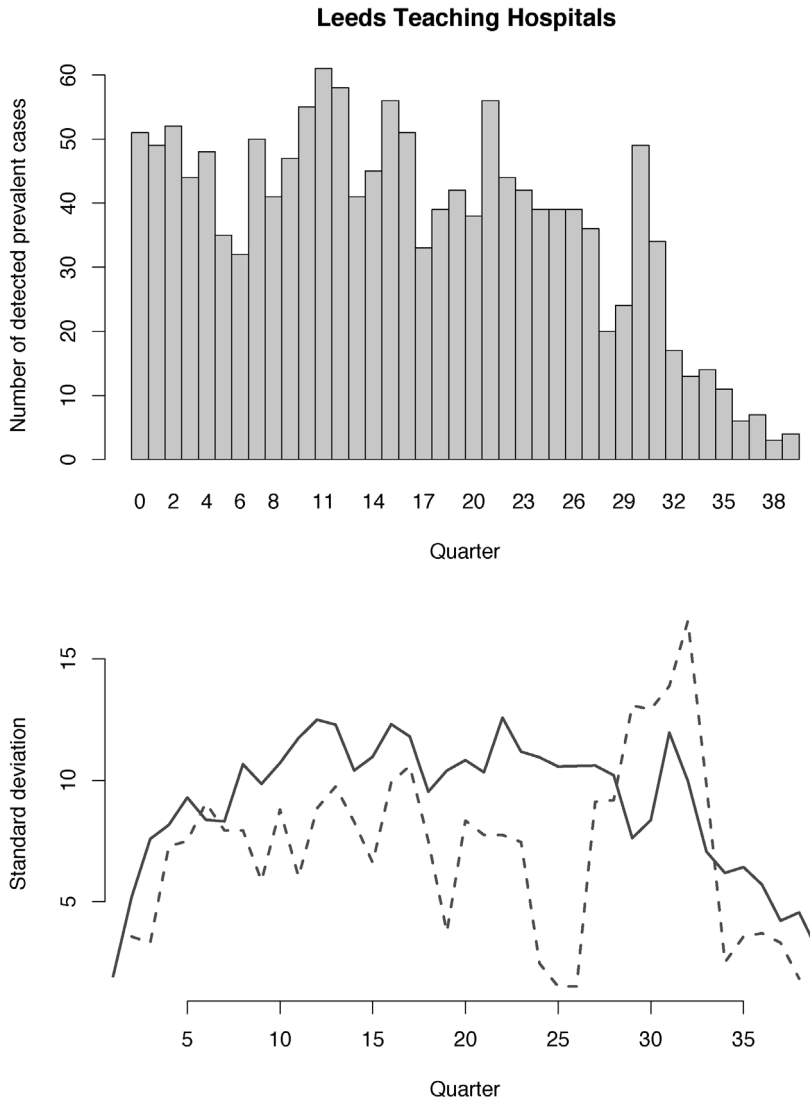 Leeds Teaching Hospitals
Number of detected prevalent cases
60
50
40
30
20
10
0
0 2 4 6 8 11 14 17 20 23 26 29 32 35 38
Quarter
Standard deviation
15
10
5
5 10 15 20 25 30 35
Quarter